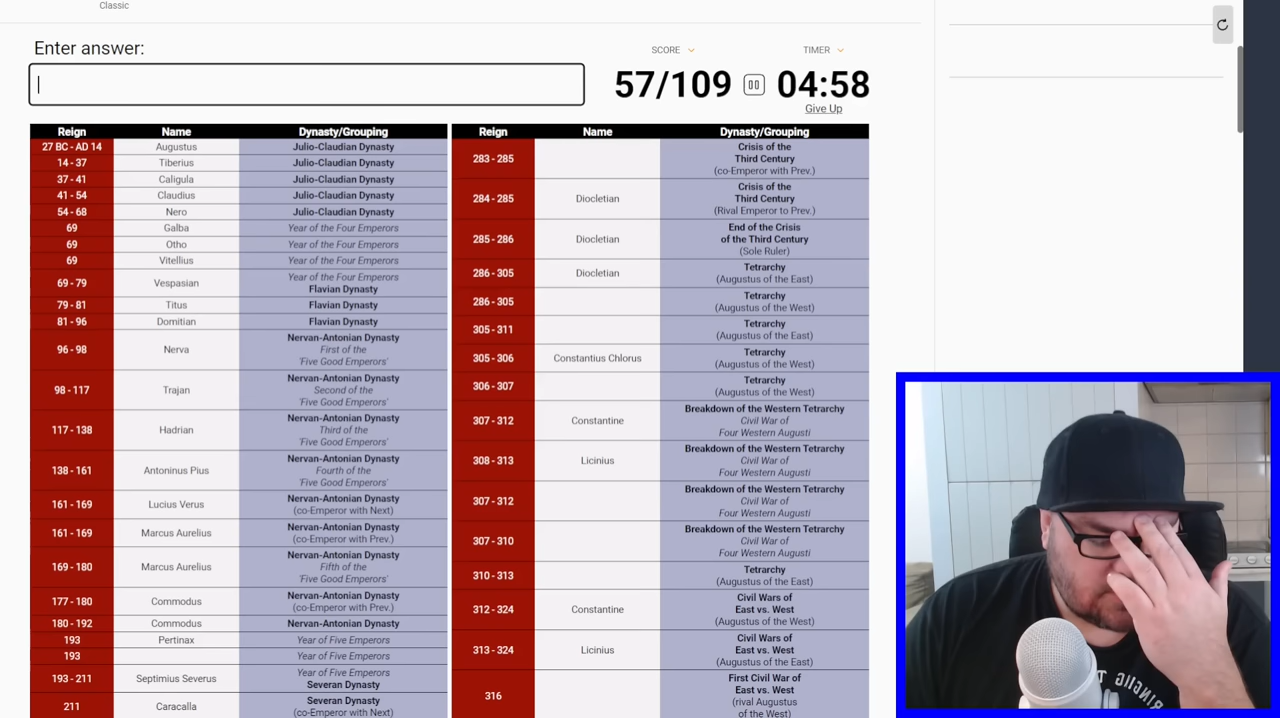 Classic
Enter answer:
SCORE
TIMER
57/109
04:58
Give Up
Reign Name Dynasty/Grouping
27 BC - AD 14 Augustus Julio-Claudian Dynasty
14 - 37 Tiberius Julio-Claudian Dynasty
37 - 41 Caligula Julio-Claudian Dynasty
41 - 54 Claudius Julio-Claudian Dynasty
54 - 68 Nero Julio-Claudian Dynasty
69 Galba Year of the Four Emperors
69 Otho Year of the Four Emperors
69 Vitellius Year of the Four Emperors
69 - 79 Vespasian Year of the Four Emperors
Flavian Dynasty
79 - 81 Titus Flavian Dynasty
81 - 96 Domitian Flavian Dynasty
96 - 98 Nerva Nervan-Antonian Dynasty
First of the
'Five Good Emperors'
98 - 117 Trajan Nervan-Antonian Dynasty
Second of the
'Five Good Emperors'
117 - 138 Hadrian Nervan-Antonian Dynasty
Third of the
'Five Good Emperors'
138 - 161 Antoninus Pius Nervan-Antonian Dynasty
Fourth of the
'Five Good Emperors'
161 - 169 Lucius Verus Nervan-Antonian Dynasty
(co-Emperor with Next)
161 - 169 Marcus Aurelius Nervan-Antonian Dynasty
(co-Emperor with Prev.)
169 - 180 Marcus Aurelius Nervan-Antonian Dynasty
Fifth of the
'Five Good Emperors'
177 - 180 Commodus Nervan-Antonian Dynasty
(co-Emperor with Prev.)
180 - 192 Commodus Nervan-Antonian Dynasty
193 Pertinax Year of Five Emperors
193 Year of Five Emperors
193 - 211 Septimius Severus Year of Five Emperors
Severan Dynasty
211 Caracalla Severan Dynasty
(co-Emperor with Next)
Reign Name Dynasty/Grouping
283 - 285 Crisis of the
Third Century
(co-Emperor with Prev.)
284 - 285 Diocletian Crisis of the
Third Century
(Rival Emperor to Prev.)
285 - 286 Diocletian End of the Crisis
of the Third Century
(Sole Ruler)
286 - 305 Diocletian Tetrarchy
(Augustus of the East)
286 - 305 Tetrarchy
(Augustus of the West)
305 - 311 Tetrarchy
(Augustus of the East)
305 - 306 Constantius Chlorus Tetrarchy
(Augustus of the West)
306 - 307 Tetrarchy
(Augustus of the West)
307 - 312 Constantine Breakdown of the Western Tetrarchy
Civil War of
Four Western Augusti
308 - 313 Licinius Breakdown of the Western Tetrarchy
Civil War of
Four Western Augusti
307 - 312 Breakdown of the Western Tetrarchy
Civil War of
Four Western Augusti
307 - 310 Breakdown of the Western Tetrarchy
Civil War of
Four Western Augusti
310 - 313 Tetrarchy
(Augustus of the East)
312 - 324 Constantine Civil Wars of
East vs. West
(Augustus of the West)
313 - 324 Licinius Civil Wars of
East vs. West
(Augustus of the East)
316 First Civil War of
East vs. West
(rival Augustus
of the West)